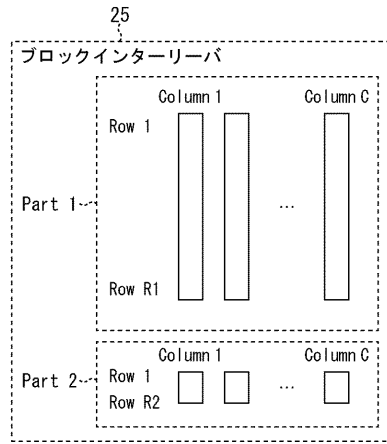 25
ブロックインターリーバ
Column 1 Column C
Row 1
Part 1 ...
Row R1
Column 1 Column C
Part 2 Row 1 ...
Row R2